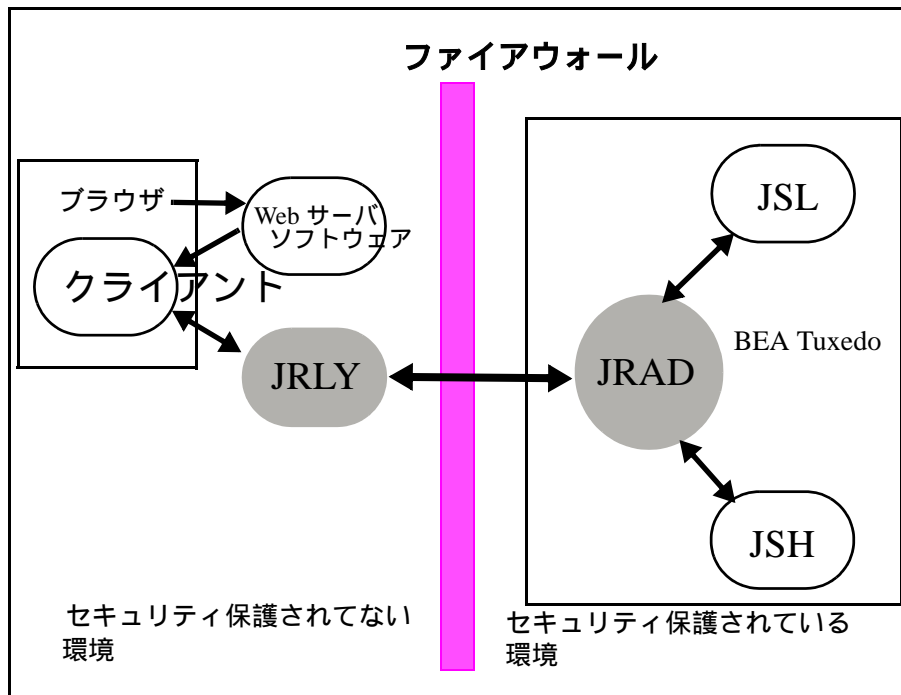 ファイアウォール
ブラウザ
Web サーバ
ソフトウェア
クライアント
JRLY
JRAD
JSL
BEA Tuxedo
JSH
セキュリティ保護されてない
環境
セキュリティ保護されている
環境